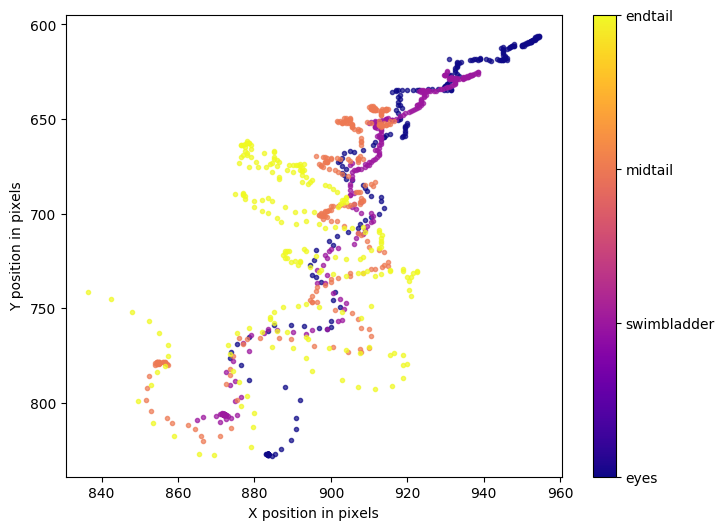 600
650
700
750
800
Y position in pixels
840
860
880
900
920
940
960
X position in pixels
endtail
midtail
swimbladder
eyes